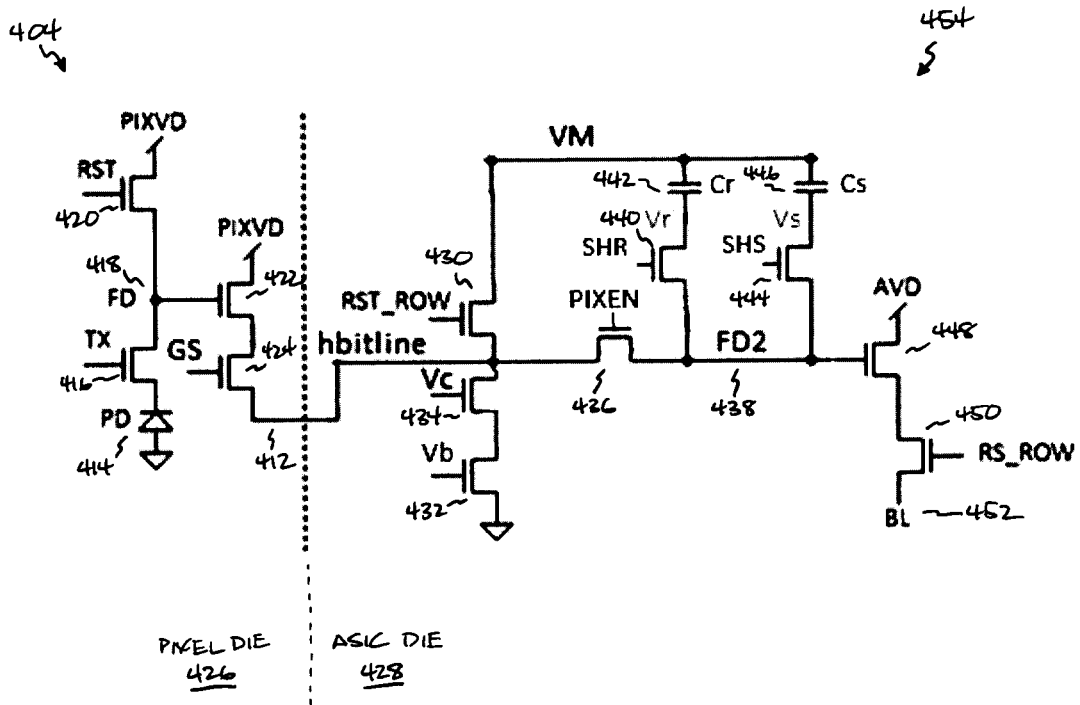 404
454
PIXVD
VM
RST
442
Cr
446
Cs
420
PIXVD
440
Vr
Vs
418
430
SHR
SHS
FD
422
444
AVD
RST_ROW
PIXEN
TX
GS
424
hbitline
FD2
448
416
Vc
436
438
PD
434
450
414
412
Vb
RS_ROW
432
BL
452
PIXEL DIE
ASIC DIE
426
428